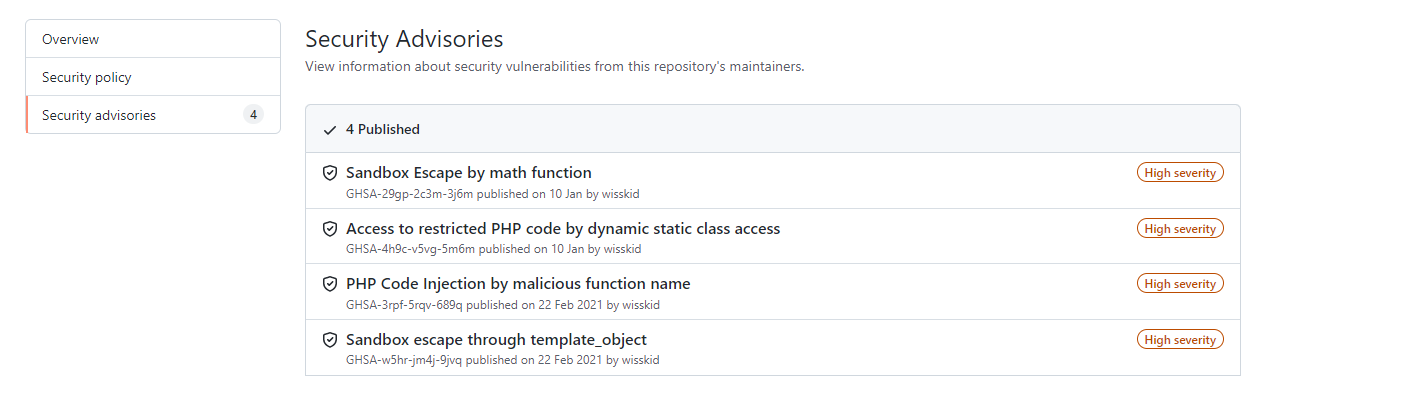 Overview
Security policy
Security advisories 4
Security Advisories
View information about security vulnerabilities from this repository's maintainers.
4 Published
Sandbox Escape by math function High severity
GHSA-29gp-2c3m-3j6m published on 10 Jan by wisskid
Access to restricted PHP code by dynamic static class access High severity
GHSA-4h9c-v5vg-5m6m published on 10 Jan by wisskid
PHP Code Injection by malicious function name High severity
GHSA-3rpf-5rqv-689q published on 22 Feb 2021 by wisskid
Sandbox escape through template_object High severity
GHSA-w5hr-jm4j-9jvq published on 22 Feb 2021 by wisskid